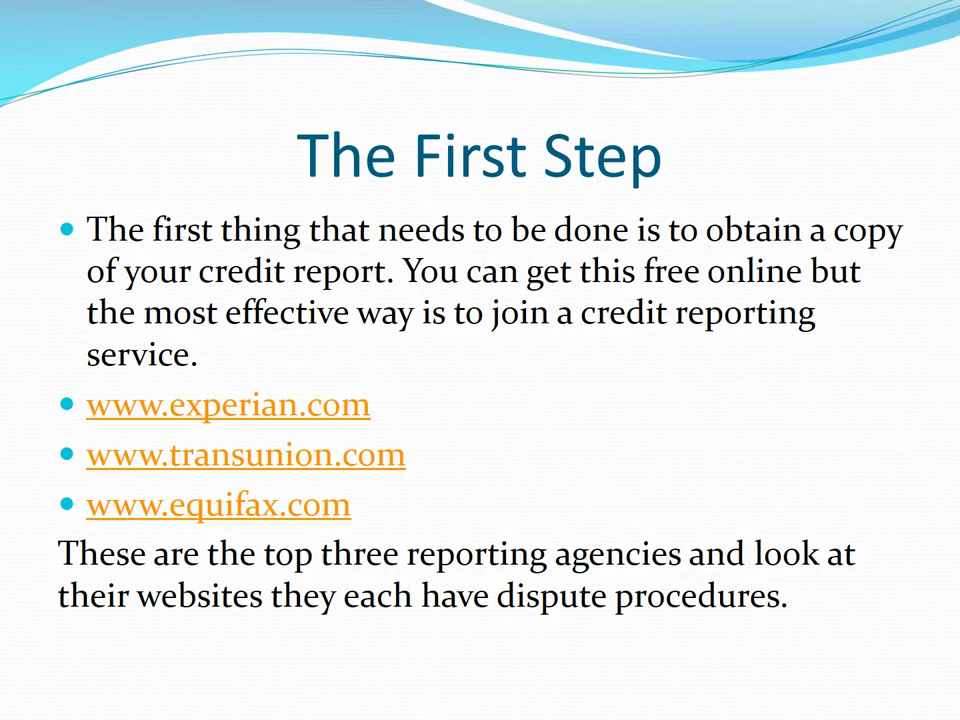 The First Step
The first thing that needs to be done is to obtain a copy
of your credit report. You can get this free online but
the most effective way is to join a credit reporting
service.
www.experian.com
www.transunion.com
www.equifax.com
These are the top three reporting agencies and look at
their websites they each have dispute procedures.